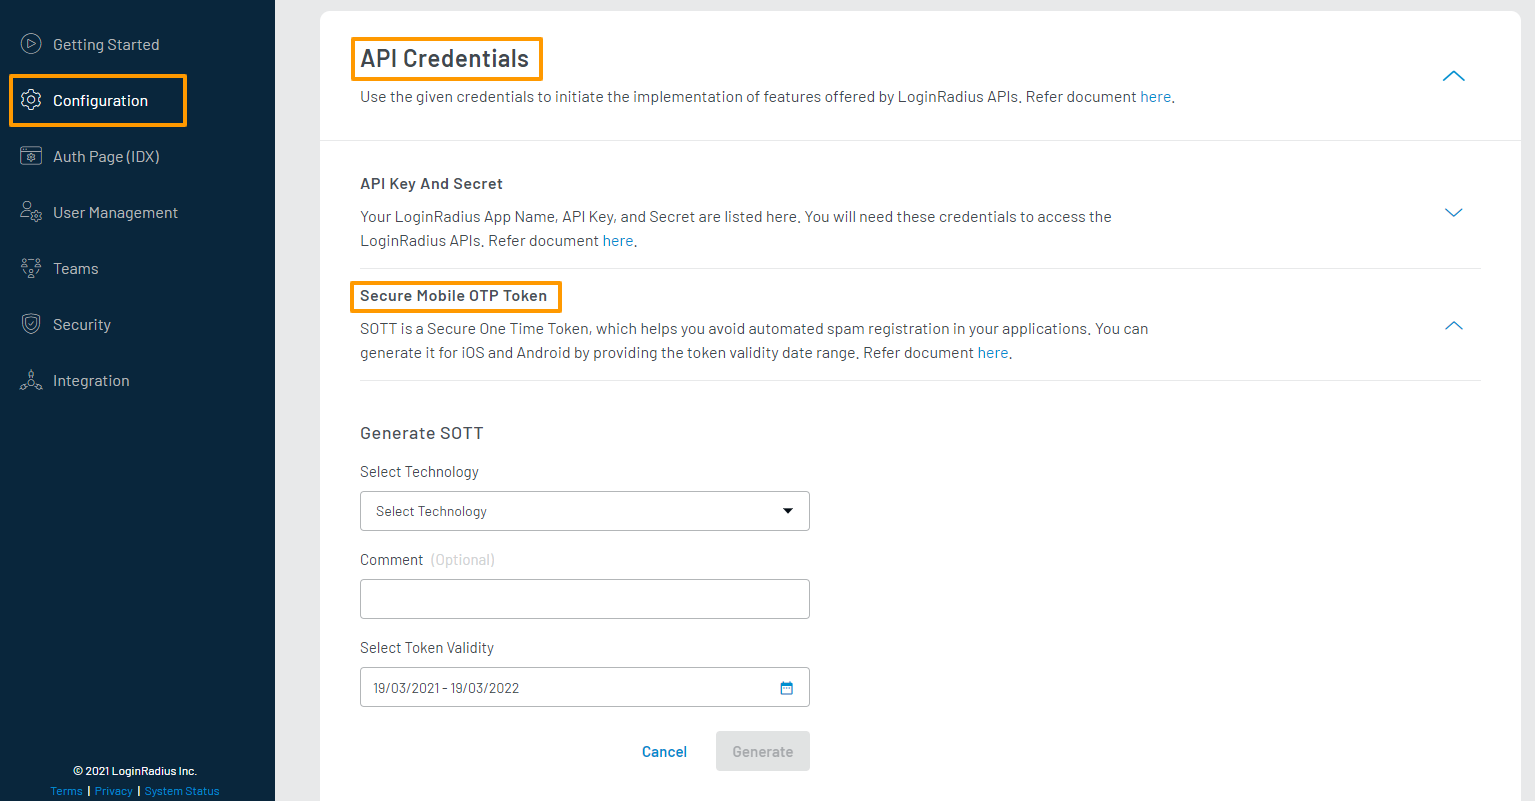 Getting Started
Configuration
Auth Page (IDX)
User Management
Teams
Security
Integration
© 2021 LoginRadius Inc.
Terms | Privacy | System Status
API Credentials
Use the given credentials to initiate the implementation of features offered by LoginRadius APIs. Refer document here.
API Key And Secret
Your LoginRadius App Name, API Key, and Secret are listed here. You will need these credentials to access the
LoginRadius APIs. Refer document here.
Secure Mobile OTP Token
SOTT is a Secure One Time Token, which helps you avoid automated spam registration in your applications. You can
generate it for iOS and Android by providing the token validity date range. Refer document here.
Generate SOTT
Select Technology
Select Technology
Comment (Optional)
Select Token Validity
19/03/2021 - 19/03/2022
Cancel Generate